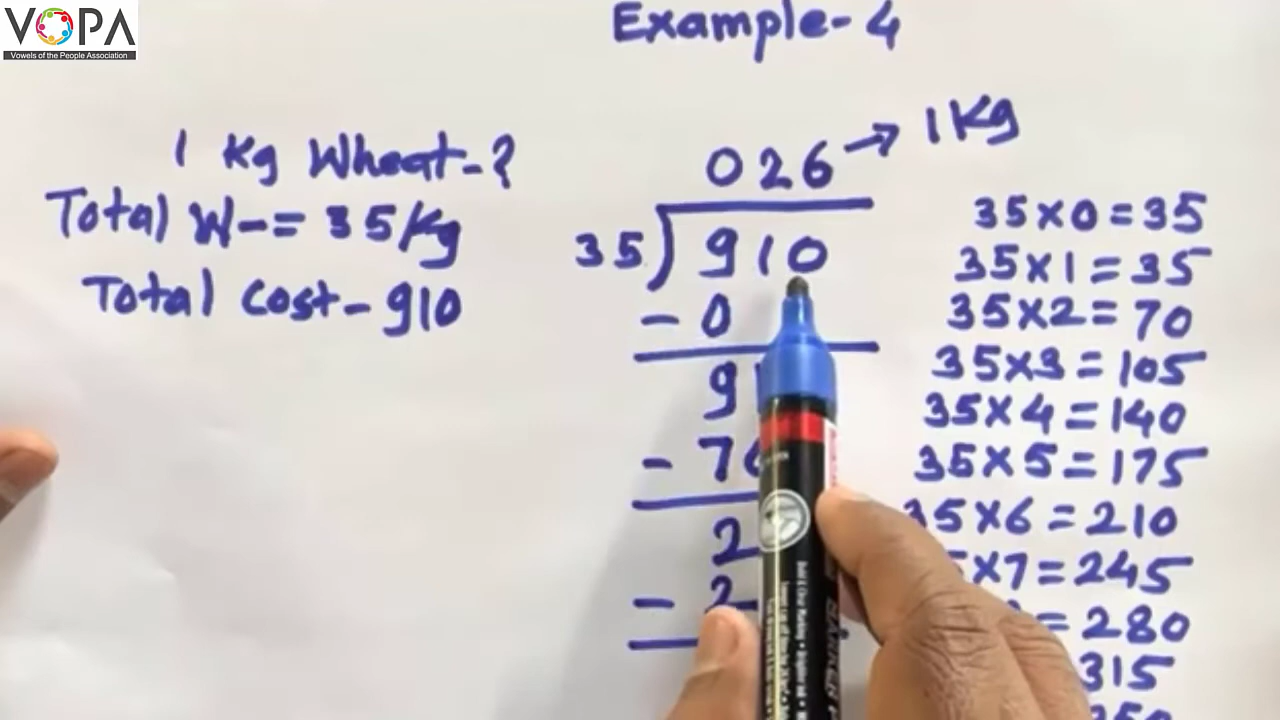 VOPA
Vowels of the People Association
Example-4
1 Kg Wheat-?
Total W-= 35Kg
Total Cost-910
026 → 1Kg
35)910
- 0
9
- 7
2
- 2
35×0=35
35×1=35
35×2=70
35×3=105
35×4=140
35×5=175
35×6=210
5×7=245
=280
315
350